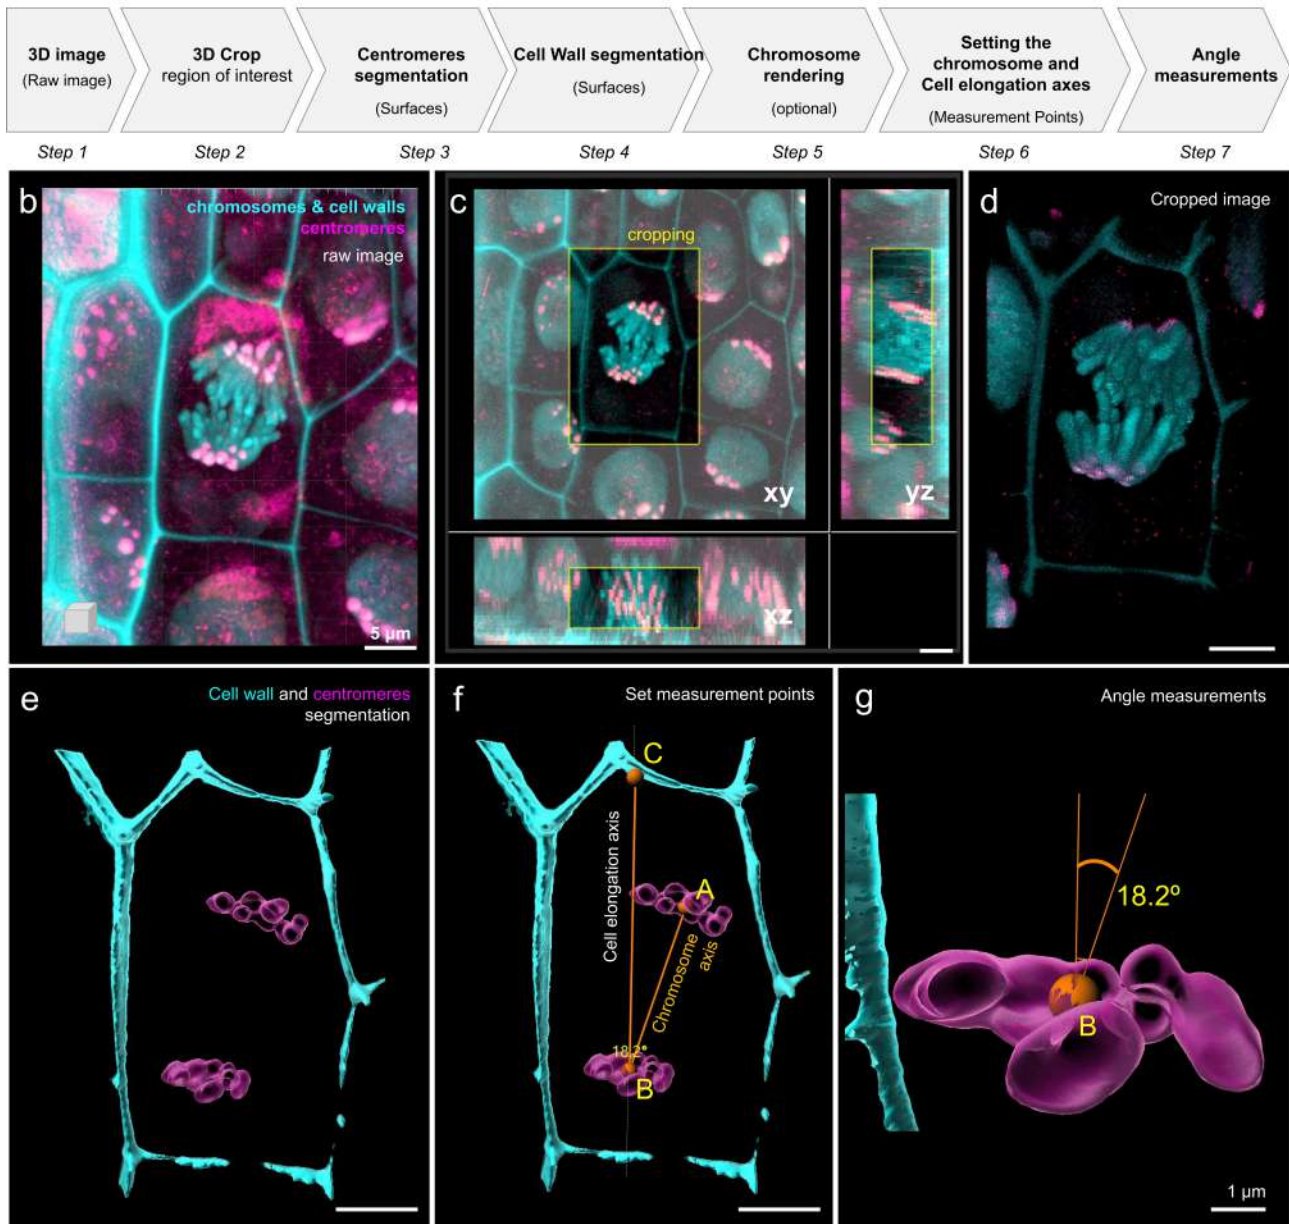 3D image
(Raw image)
3D Crop
region of interest
Centromeres
segmentation
(Surfaces)
Cell Wall segmentation
(Surfaces)
Chromosome
rendering
(optional)
Setting the
chromosome and
Cell elongation axes
(Measurement Points)
Angle
measurements
Step 1
Step 2
Step 3
Step 4
Step 5
Step 6
Step 7
b
chromosomes & cell walls
centromeres
raw image
5 µm
c
cropping
xy
yz
xz
d
Cropped image
e
Cell wall and centromeres
segmentation
f
Set measurement points
C
Cell elongation axis
A
Chromosome
axis
18.2°
B
g
Angle measurements
18.2º
B
1 µm